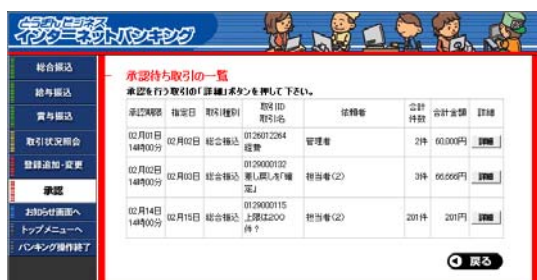 とうぎんビジネス
インターネットバンキング
総合振込
給与振込
賞与振込
取引状況照会
登録追加・変更
承認
お知らせ画面へ
トップメニューへ
バンキング操作終了
承認待ち取引の一覧
承認を行う取引の「詳細」ボタンを押して下さい。
承認期限 指定日 取引種別 取引ID 取引名 依頼者 合計件数 合計金額 詳細
02月01日 14時00分 02月02日 総合振込 0126012264 経費 管理者 2件 60,000円 詳細
02月02日 14時00分 02月03日 総合振込 0129000132 差し戻しを「確定」 担当者(2) 3件 66,666円 詳細
02月14日 14時00分 02月15日 総合振込 0129000115 上限は200件? 担当者(2) 201件 201円 詳細
戻る